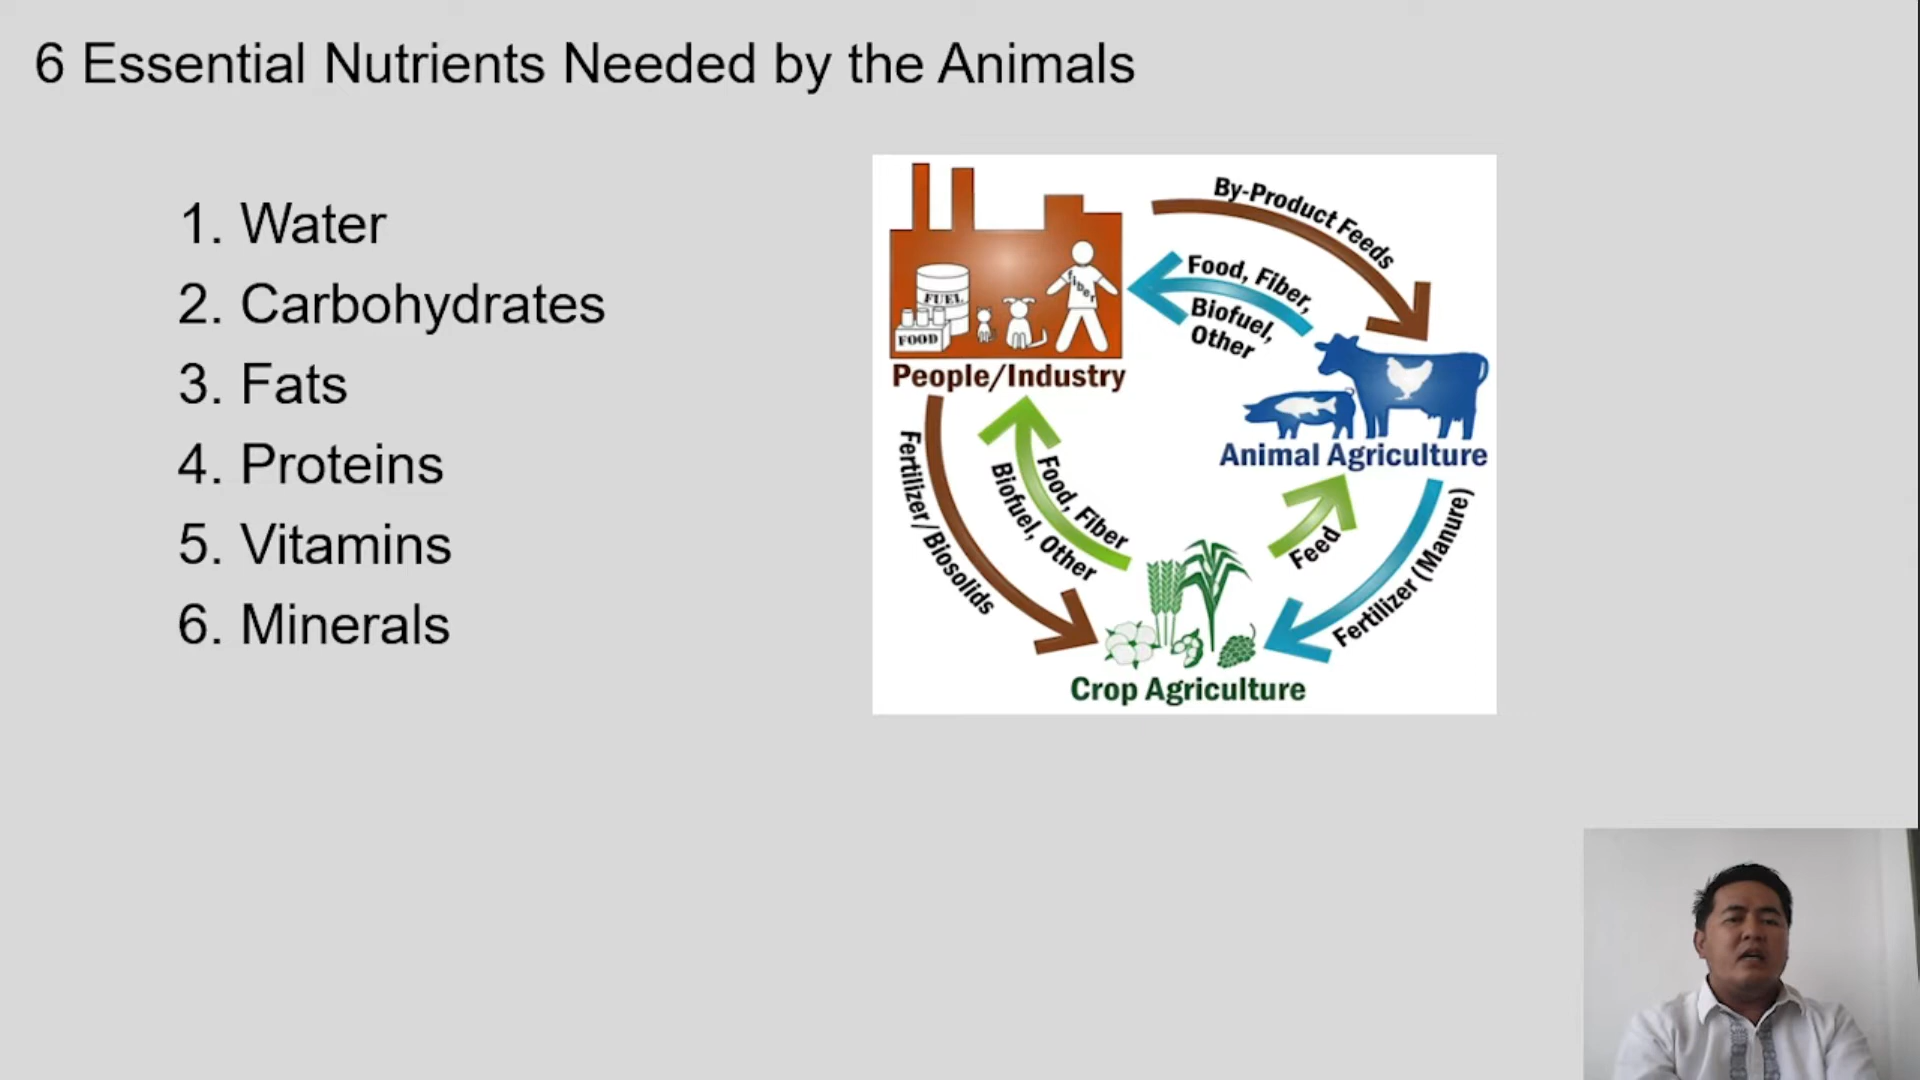 6 Essential Nutrients Needed by the Animals
1. Water
2. Carbohydrates
3. Fats
4. Proteins
5. Vitamins
6. Minerals
By-Product Feeds
Food, Fiber,
Biofuel,
Other
FUEL
FOOD
fiber
People/Industry
Animal Agriculture
Fertilizer/Biosolids
Food, Fiber
Biofuel, Other
Feed
Fertilizer (Manure)
Crop Agriculture